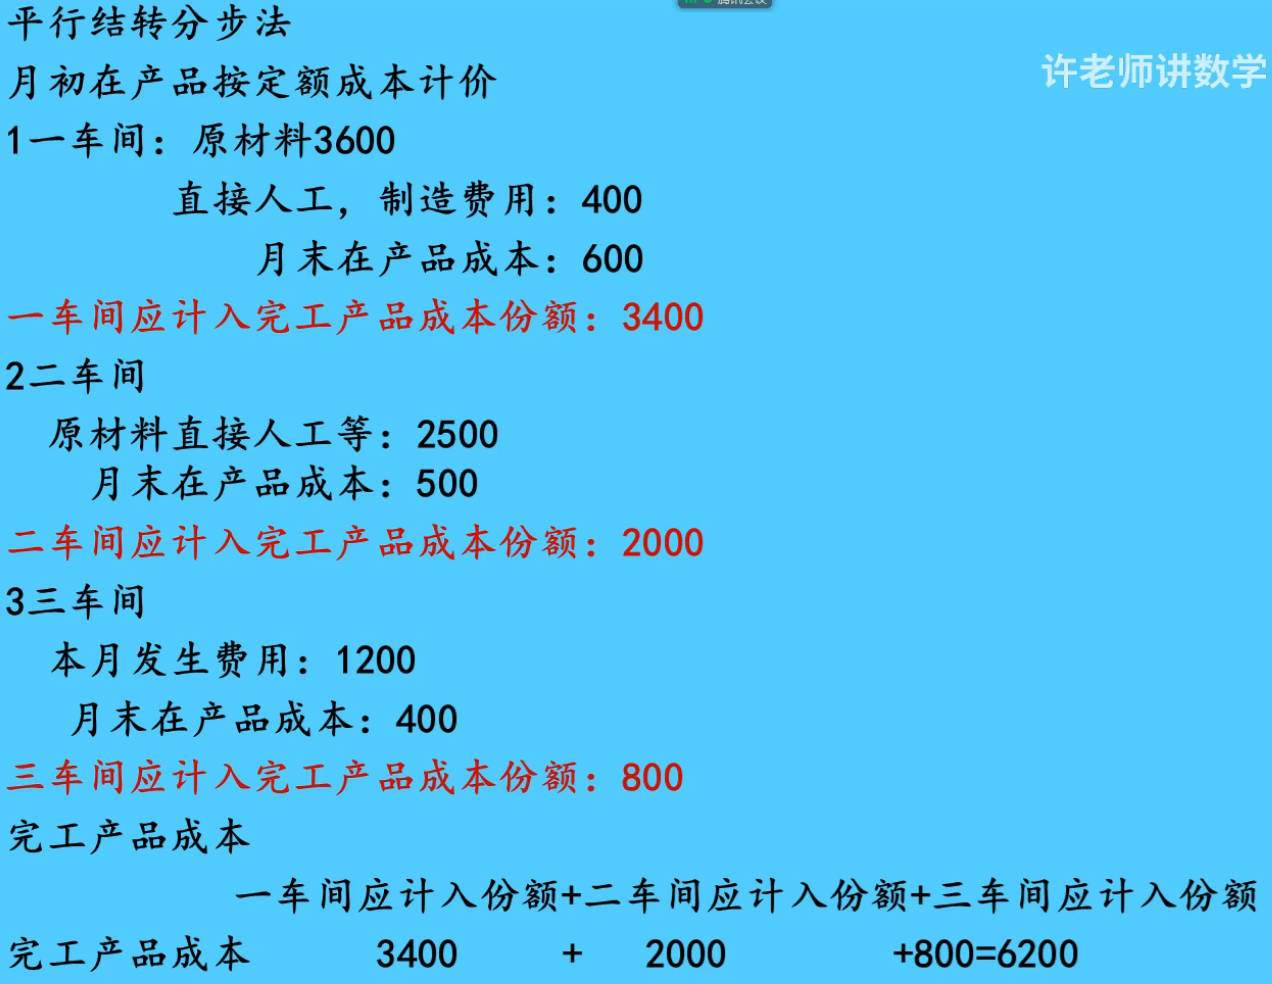 平行结转分步法
月初在产品按定额成本计价
许老师讲数学
1一车间：原材料3600
直接人工，制造费用：400
月末在产品成本：600
一车间应计入完工产品成本份额：3400
2二车间
原材料直接人工等：2500
月末在产品成本：500
二车间应计入完工产品成本份额：2000
3三车间
本月发生费用：1200
月末在产品成本：400
三车间应计入完工产品成本份额：800
完工产品成本
一车间应计入份额+二车间应计入份额+三车间应计入份额
完工产品成本 3400 + 2000 +800=6200